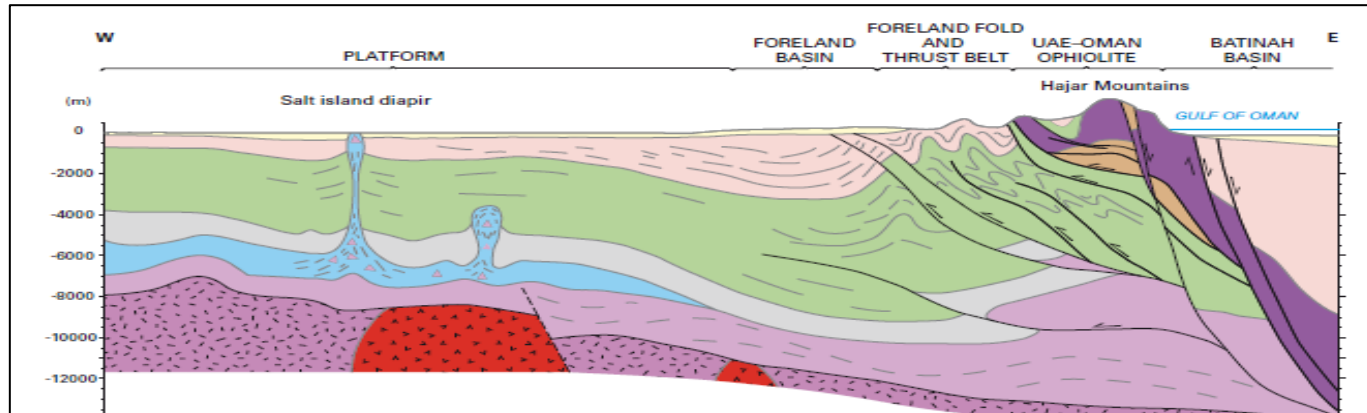 W
PLATFORM
FORELAND
BASIN
FORELAND FOLD
AND
THRUST BELT
UAE–OMAN
OPHIOLITE
BATINAH
BASIN
E
Hajar Mountains
(m)
Salt island diapir
GULF OF OMAN
0
-2000
-4000
-6000
-8000
-10000
-12000